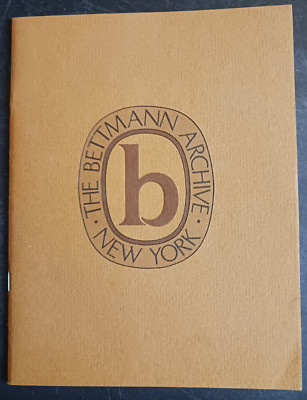 · THE BETTMANN ARCHIVE ·
NEW YORK
b